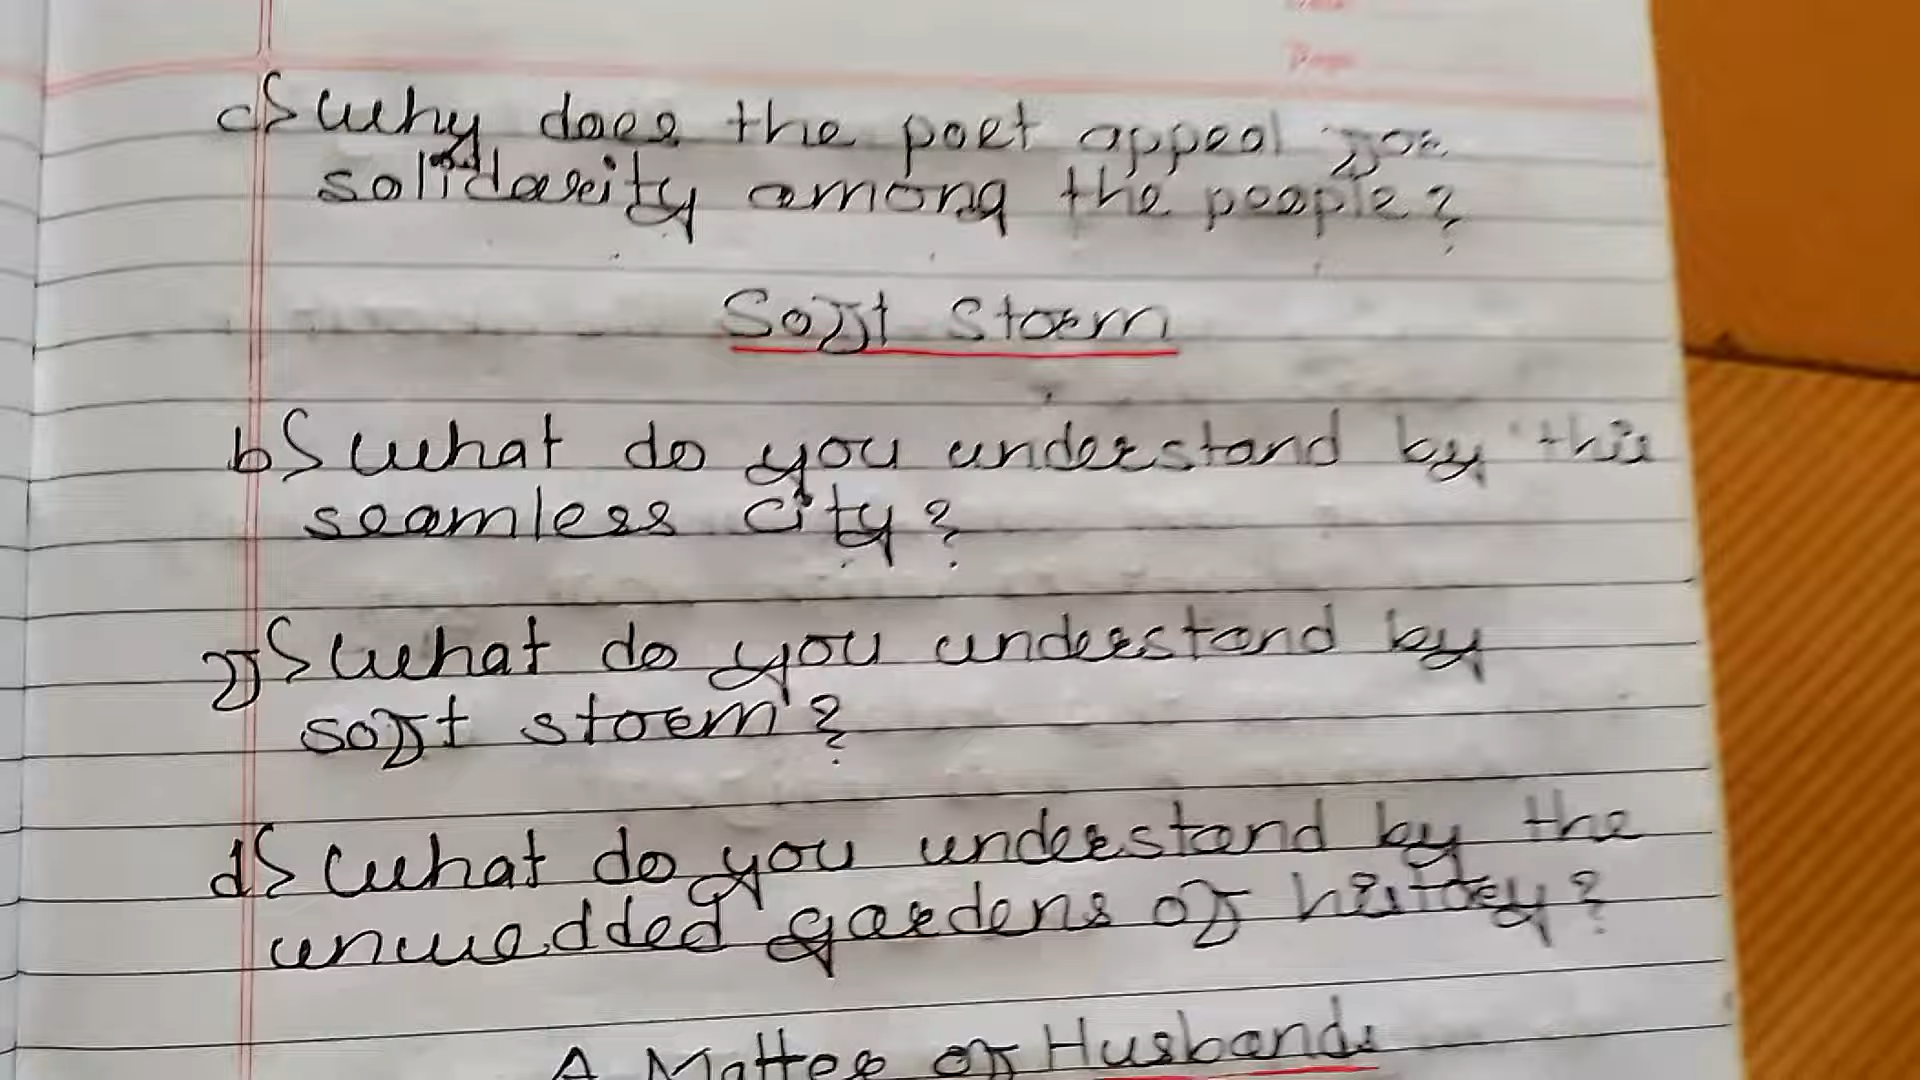 Page
c) Why does the poet appeal for
solidarity among the people?
Soft Storm
b) What do you understand by 'this
seamless city?
f) What do you understand by
soft storm'?
d) What do you understand by the
unwedded gardens of history?
A Matter of Husbands